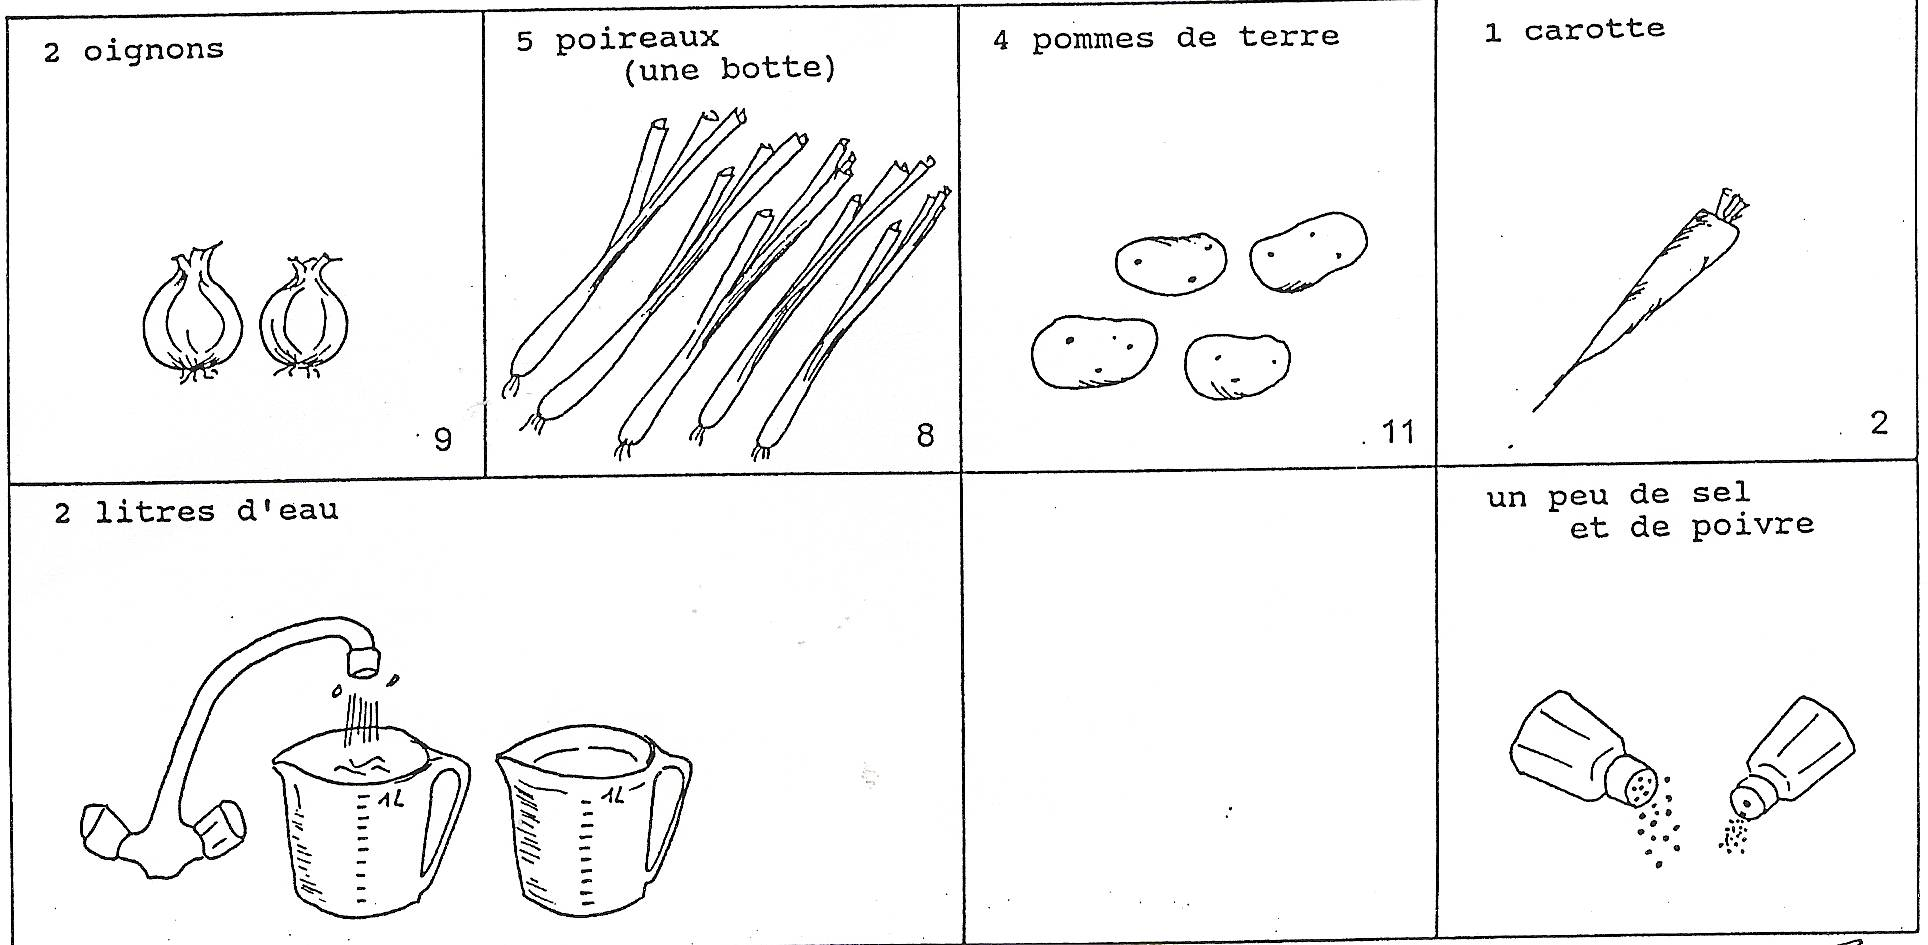 2 oignons
5 poireaux
(une botte)
4 pommes de terre
1 carotte
9
8
11
2
2 litres d'eau
un peu de sel
et de poivre
1L
1L